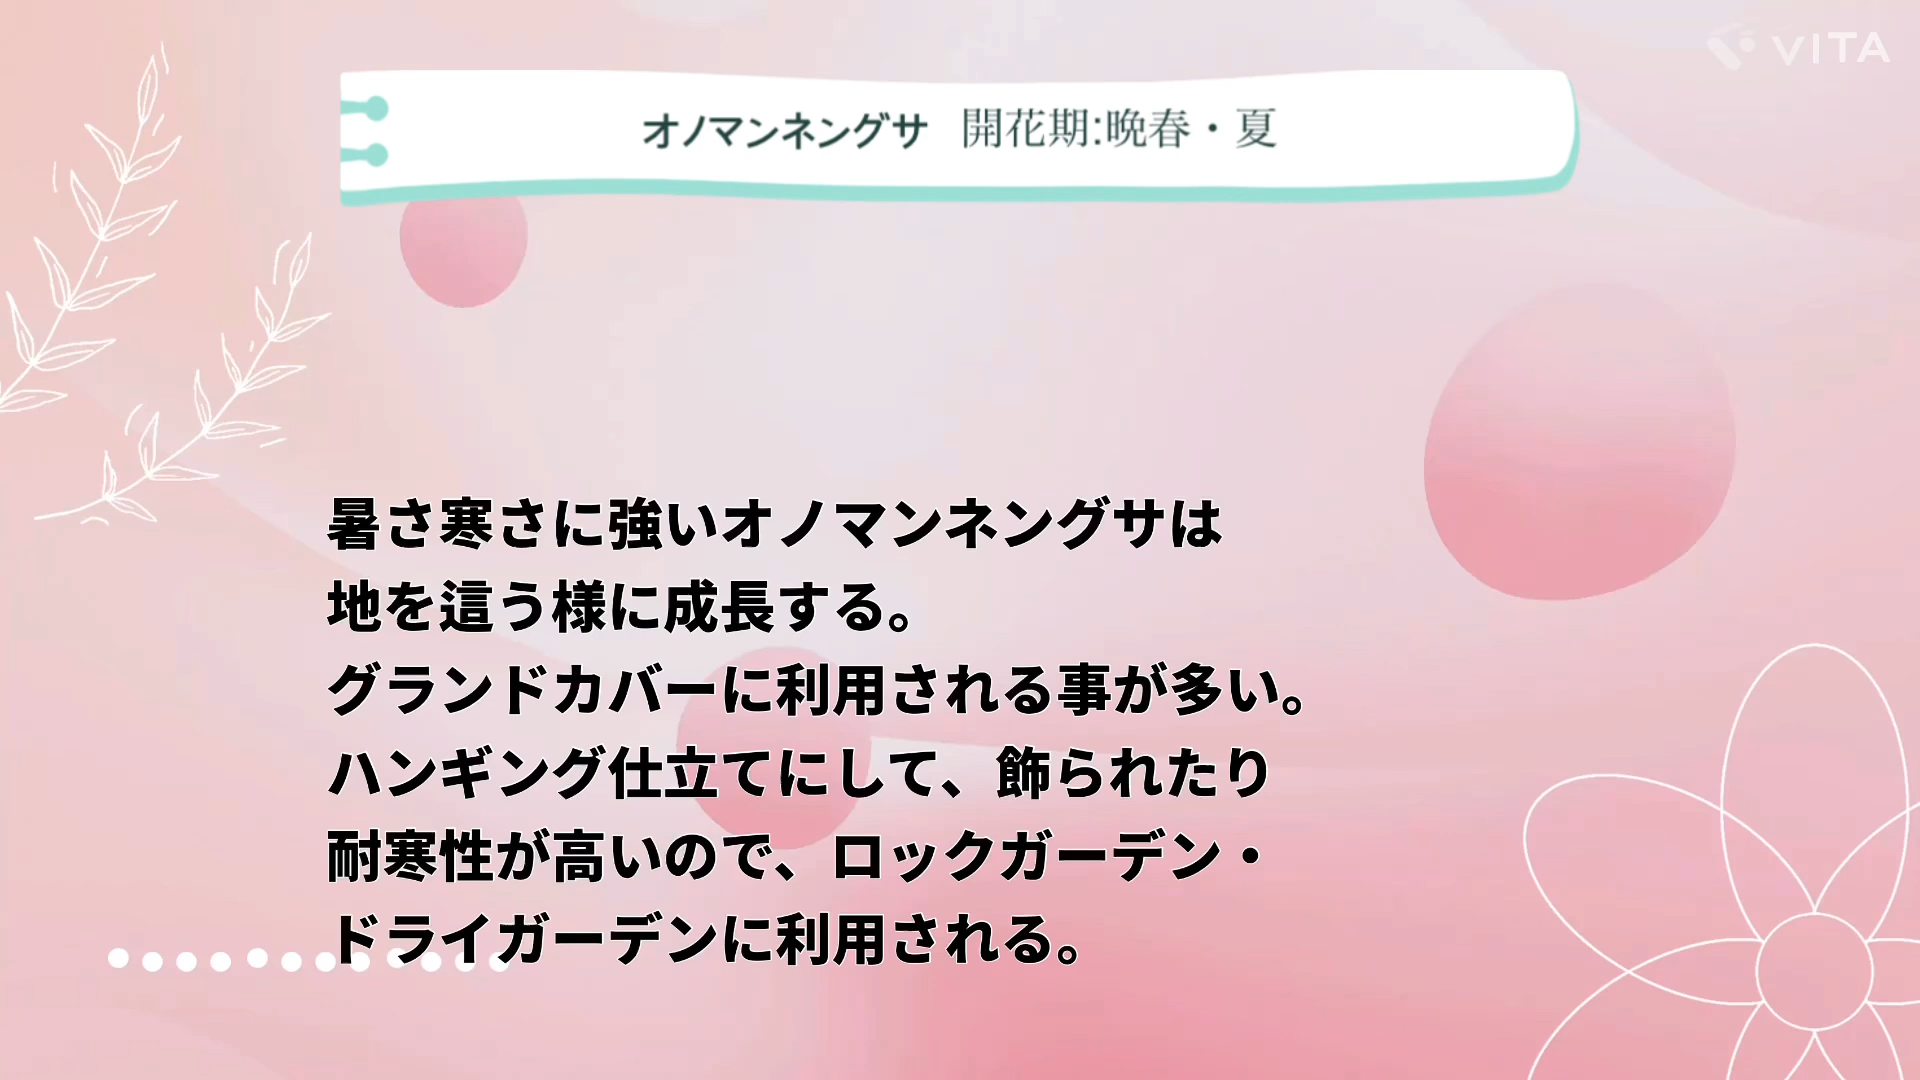 VITA
オノマンネングサ 開花期:晩春・夏
暑さ寒さに強いオノマンネングサは
地を這う様に成長する。
グランドカバーに利用される事が多い。
ハンギング仕立てにして、飾られたり
耐寒性が高いので、ロックガーデン・
ドライガーデンに利用される。